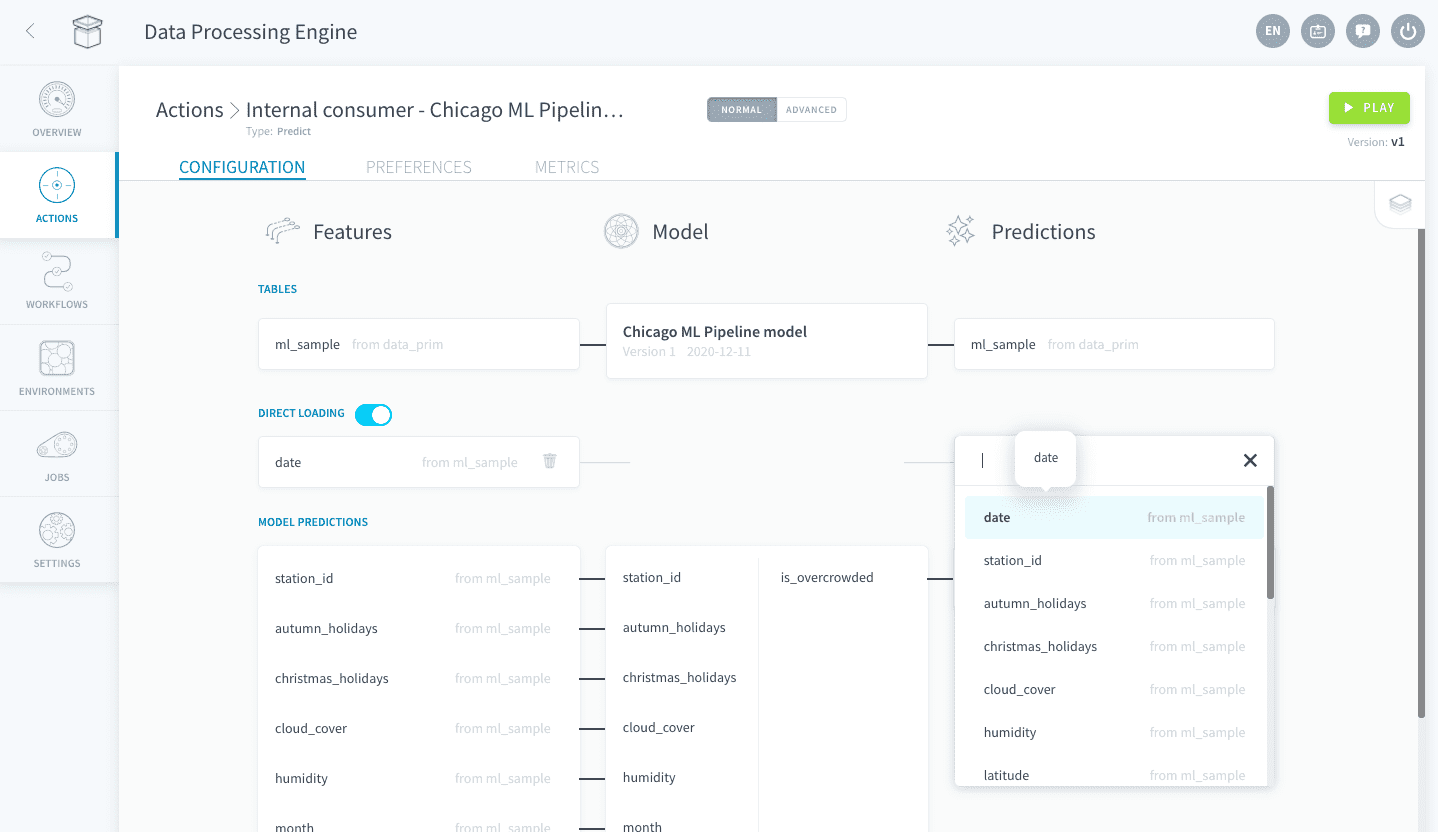 Data Processing Engine
EN
OVERVIEW
ACTIONS
WORKFLOWS
ENVIRONMENTS
JOBS
SETTINGS
Actions > Internal consumer - Chicago ML Pipelin…
Type: Predict
NORMAL ADVANCED
PLAY
Version: v1
CONFIGURATION PREFERENCES METRICS
Features Model Predictions
TABLES
ml_sample from data_prim
Chicago ML Pipeline model
Version 1 2020-12-11
ml_sample from data_prim
DIRECT LOADING
date from ml_sample
date
MODEL PREDICTIONS
station_id from ml_sample
autumn_holidays from ml_sample
christmas_holidays from ml_sample
cloud_cover from ml_sample
humidity from ml_sample
month from ml_sample
station_id
autumn_holidays
christmas_holidays
cloud_cover
humidity
month
is_overcrowded
date from ml_sample
station_id from ml_sample
autumn_holidays from ml_sample
christmas_holidays from ml_sample
cloud_cover from ml_sample
humidity from ml_sample
latitude from ml_sample